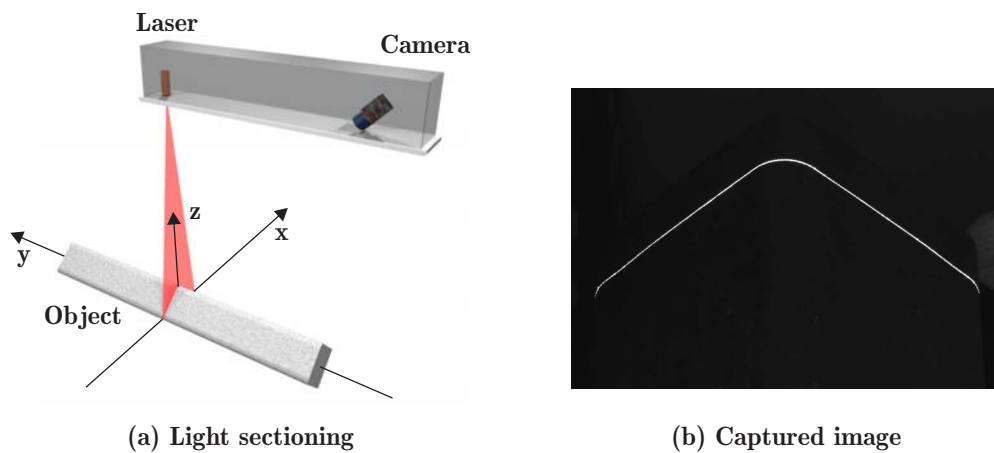 Laser
Camera
z
x
y
Object
(a) Light sectioning
(b) Captured image